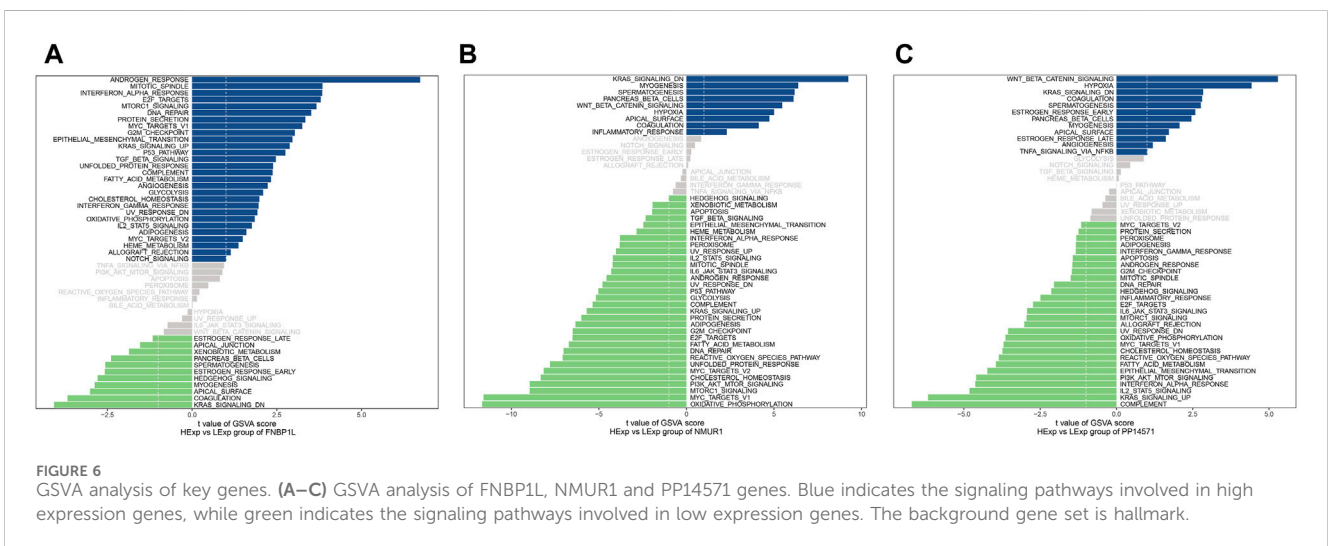 A
ANDROGEN_RESPONSE
MITOTIC_SPINDLE
INTERFERON_ALPHA_RESPONSE
E2F_TARGETS
MTORC1_SIGNALING
DNA_REPAIR
PROTEIN_SECRETION
MYC_TARGETS_V1
G2M_CHECKPOINT
EPITHELIAL_MESENCHYMAL_TRANSITION
KRAS_SIGNALING_UP
P53_PATHWAY
TGF_BETA_SIGNALING
UNFOLDED_PROTEIN_RESPONSE
COMPLEMENT
FATTY_ACID_METABOLISM
ANGIOGENESIS
GLYCOLYSIS
CHOLESTEROL_HOMEOSTASIS
INTERFERON_GAMMA_RESPONSE
UV_RESPONSE_DN
OXIDATIVE_PHOSPHORYLATION
IL2_STAT5_SIGNALING
ADIPOGENESIS
MYC_TARGETS_V2
HEME_METABOLISM
ALLOGRAFT_REJECTION
NOTCH_SIGNALING
TNFA_SIGNALING_VIA_NFKB
PI3K_AKT_MTOR_SIGNALING
APOPTOSIS
PEROXISOME
REACTIVE_OXYGEN_SPECIES_PATHWAY
INFLAMMATORY_RESPONSE
BILE_ACID_METABOLISM
HYPOXIA
UV_RESPONSE_UP
IL6_JAK_STAT3_SIGNALING
WNT_BETA_CATENIN_SIGNALING
ESTROGEN_RESPONSE_LATE
APICAL_JUNCTION
XENOBIOTIC_METABOLISM
PANCREAS_BETA_CELLS
SPERMATOGENESIS
ESTROGEN_RESPONSE_EARLY
HEDGEHOG_SIGNALING
MYOGENESIS
APICAL_SURFACE
COAGULATION
KRAS_SIGNALING_DN
−2.5 0.0 2.5 5.0
t value of GSVA score
HExp vs LExp group of FNBP1L
B
KRAS_SIGNALING_DN
MYOGENESIS
SPERMATOGENESIS
PANCREAS_BETA_CELLS
WNT_BETA_CATENIN_SIGNALING
HYPOXIA
APICAL_SURFACE
COAGULATION
INFLAMMATORY_RESPONSE
ANGIOGENESIS
NOTCH_SIGNALING
ESTROGEN_RESPONSE_EARLY
ESTROGEN_RESPONSE_LATE
ALLOGRAFT_REJECTION
APICAL_JUNCTION
BILE_ACID_METABOLISM
INTERFERON_GAMMA_RESPONSE
TNFA_SIGNALING_VIA_NFKB
HEDGEHOG_SIGNALING
XENOBIOTIC_METABOLISM
APOPTOSIS
TGF_BETA_SIGNALING
EPITHELIAL_MESENCHYMAL_TRANSITION
HEME_METABOLISM
INTERFERON_ALPHA_RESPONSE
PEROXISOME
UV_RESPONSE_UP
IL2_STAT5_SIGNALING
MITOTIC_SPINDLE
IL6_JAK_STAT3_SIGNALING
ANDROGEN_RESPONSE
UV_RESPONSE_DN
P53_PATHWAY
GLYCOLYSIS
COMPLEMENT
KRAS_SIGNALING_UP
PROTEIN_SECRETION
ADIPOGENESIS
G2M_CHECKPOINT
E2F_TARGETS
FATTY_ACID_METABOLISM
DNA_REPAIR
REACTIVE_OXYGEN_SPECIES_PATHWAY
UNFOLDED_PROTEIN_RESPONSE
MYC_TARGETS_V2
CHOLESTEROL_HOMEOSTASIS
PI3K_AKT_MTOR_SIGNALING
MTORC1_SIGNALING
MYC_TARGETS_V1
OXIDATIVE_PHOSPHORYLATION
−10 −5 0 5 10
t value of GSVA score
HExp vs LExp group of NMUR1
C
WNT_BETA_CATENIN_SIGNALING
HYPOXIA
KRAS_SIGNALING_DN
COAGULATION
SPERMATOGENESIS
ESTROGEN_RESPONSE_EARLY
PANCREAS_BETA_CELLS
MYOGENESIS
APICAL_SURFACE
ESTROGEN_RESPONSE_LATE
ANGIOGENESIS
TNFA_SIGNALING_VIA_NFKB
GLYCOLYSIS
NOTCH_SIGNALING
TGF_BETA_SIGNALING
HEME_METABOLISM
P53_PATHWAY
APICAL_JUNCTION
BILE_ACID_METABOLISM
UV_RESPONSE_UP
XENOBIOTIC_METABOLISM
UNFOLDED_PROTEIN_RESPONSE
MYC_TARGETS_V2
PROTEIN_SECRETION
PEROXISOME
ADIPOGENESIS
INTERFERON_GAMMA_RESPONSE
APOPTOSIS
ANDROGEN_RESPONSE
G2M_CHECKPOINT
MITOTIC_SPINDLE
DNA_REPAIR
HEDGEHOG_SIGNALING
INFLAMMATORY_RESPONSE
E2F_TARGETS
IL6_JAK_STAT3_SIGNALING
MTORC1_SIGNALING
ALLOGRAFT_REJECTION
UV_RESPONSE_DN
OXIDATIVE_PHOSPHORYLATION
MYC_TARGETS_V1
CHOLESTEROL_HOMEOSTASIS
REACTIVE_OXYGEN_SPECIES_PATHWAY
FATTY_ACID_METABOLISM
EPITHELIAL_MESENCHYMAL_TRANSITION
PI3K_AKT_MTOR_SIGNALING
INTERFERON_ALPHA_RESPONSE
IL2_STAT5_SIGNALING
KRAS_SIGNALING_UP
COMPLEMENT
−5.0 −2.5 0.0 2.5 5.0
t value of GSVA score
HExp vs LExp group of PP14571
FIGURE 6
GSVA analysis of key genes. (A–C) GSVA analysis of FNBP1L, NMUR1 and PP14571 genes. Blue indicates the signaling pathways involved in high
expression genes, while green indicates the signaling pathways involved in low expression genes. The background gene set is hallmark.